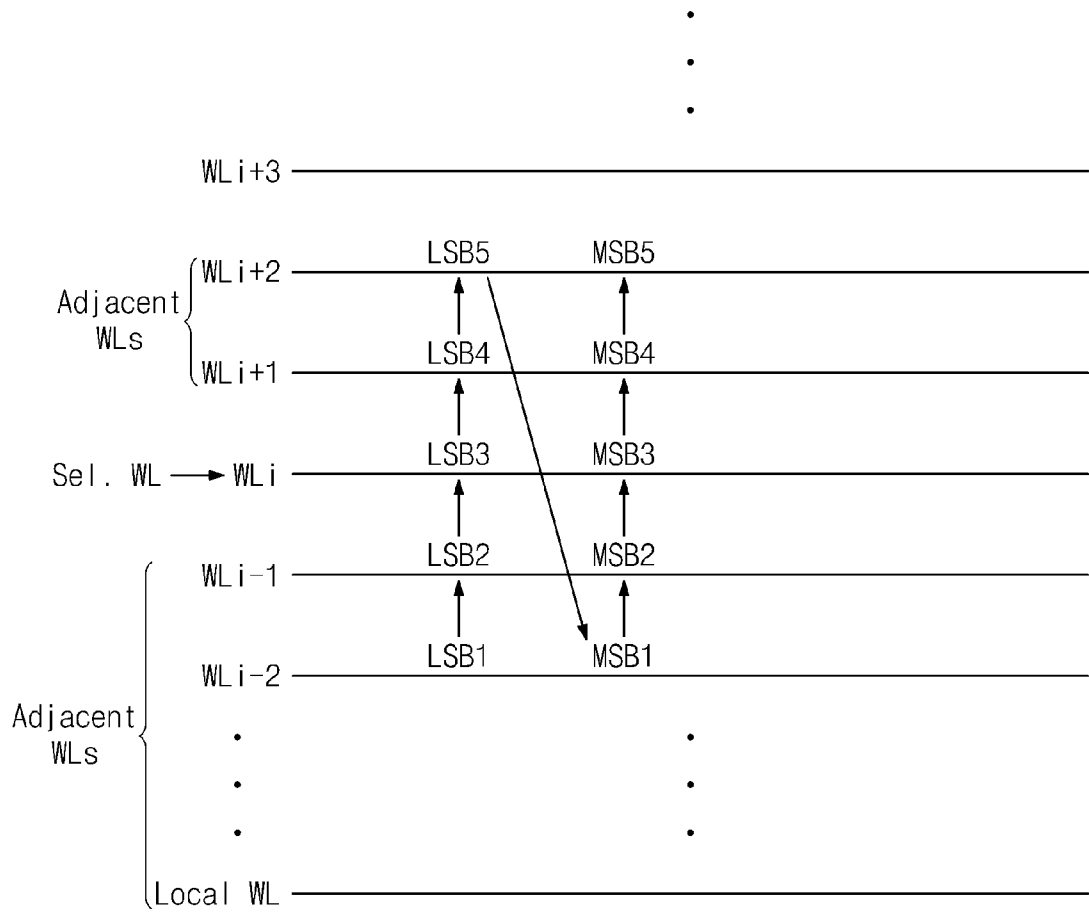 WLi+3
LSB5 MSB5
WLi+2
Adjacent
WLs
LSB4 MSB4
WLi+1
LSB3 MSB3
Sel. WL WLi
LSB2 MSB2
WLi-1
LSB1 MSB1
WLi-2
Adjacent
WLs
Local WL